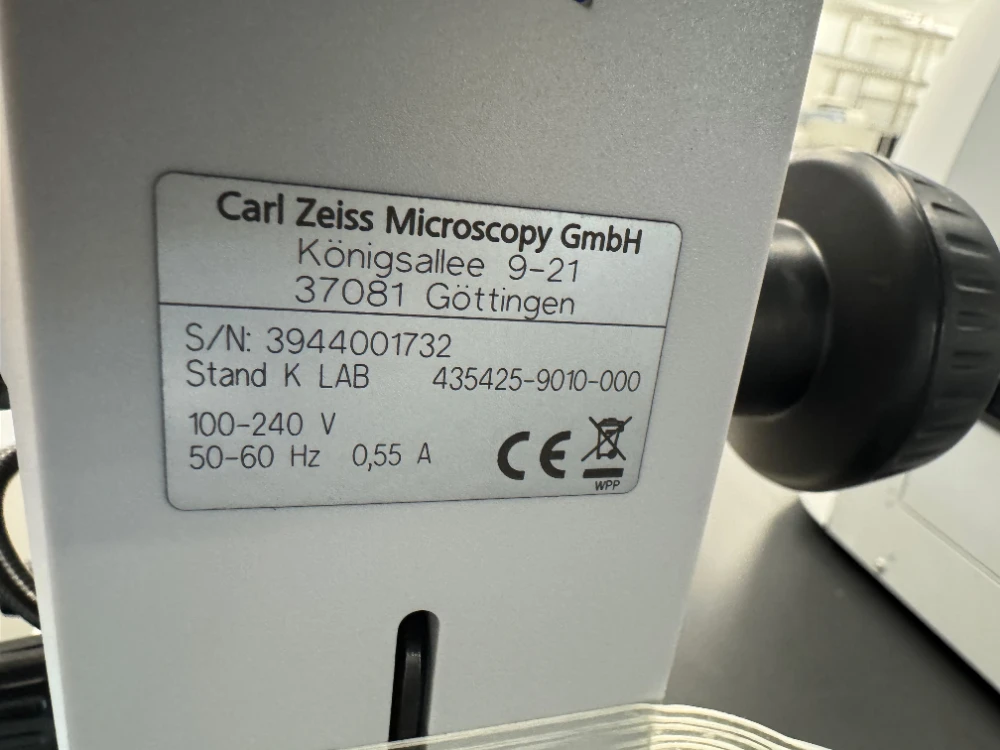 Carl Zeiss Microscopy GmbH
Königsallee 9-21
37081 Göttingen
S/N: 3944001732
Stand K LAB 435425-9010-000
100-240 V
50-60 Hz 0,55 A
CE
WPP